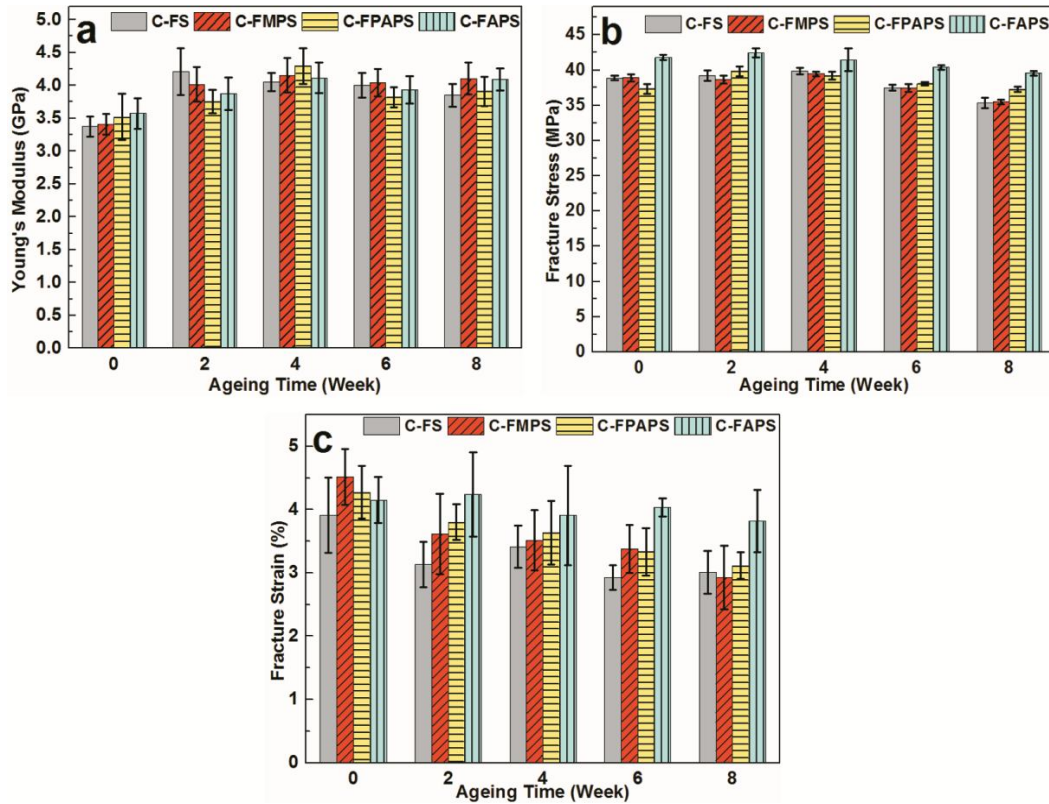 a
C-FS C-FMPS C-FPAPS C-FAPS
5.0
4.5
4.0
3.5
3.0
2.5
2.0
1.5
1.0
0.5
0.0
Young's Modulus (GPa)
0 2 4 6 8
Ageing Time (Week)
b
C-FS C-FMPS C-FPAPS C-FAPS
45
40
35
30
25
20
15
10
5
0
Fracture Stress (MPa)
0 2 4 6 8
Ageing Time (Week)
c
C-FS C-FMPS C-FPAPS C-FAPS
5
4
3
2
1
0
Fracture Strain (%)
0 2 4 6 8
Ageing Time (Week)